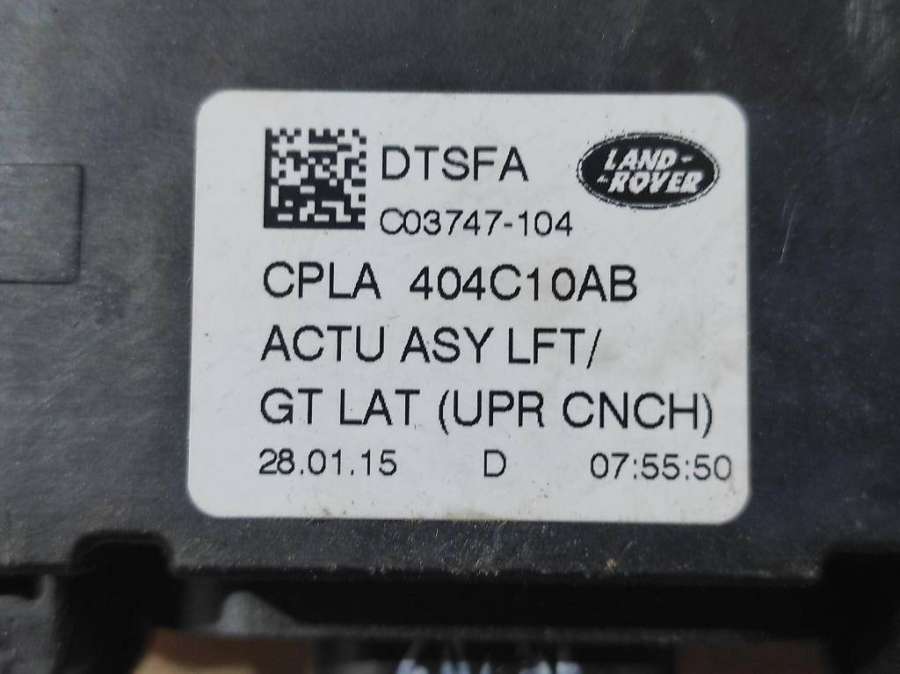 DTSFA
LAND-
-ROVER
C03747-104
CPLA 404C10AB
ACTU ASY LFT/
GT LAT (UPR CNCH)
28.01.15 D 07:55:50